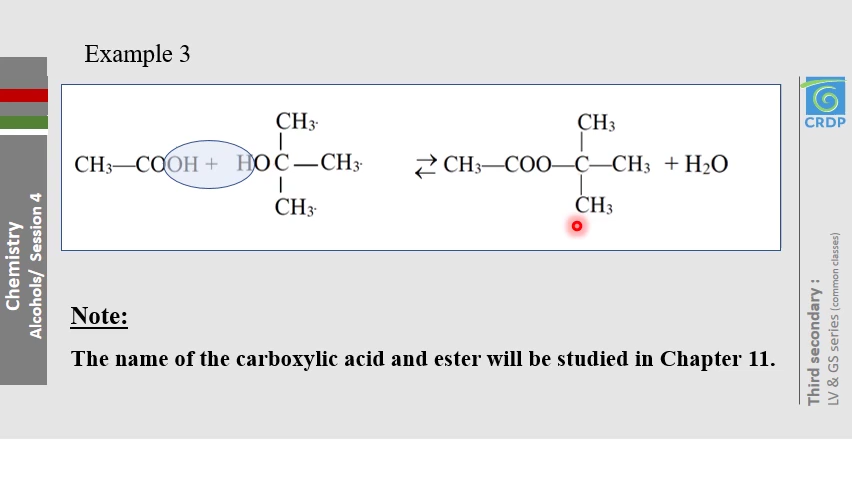 Example 3
CH₃ CH₃
CH₃—COOH + HOC—CH₃ ⇄ CH₃—COO—C—CH₃ + H₂O
CH₃ CH₃
Note:
The name of the carboxylic acid and ester will be studied in Chapter 11.
Chemistry
Alcohols/ Session 4
CRDP
Third secondary :
LV & GS series (common classes)